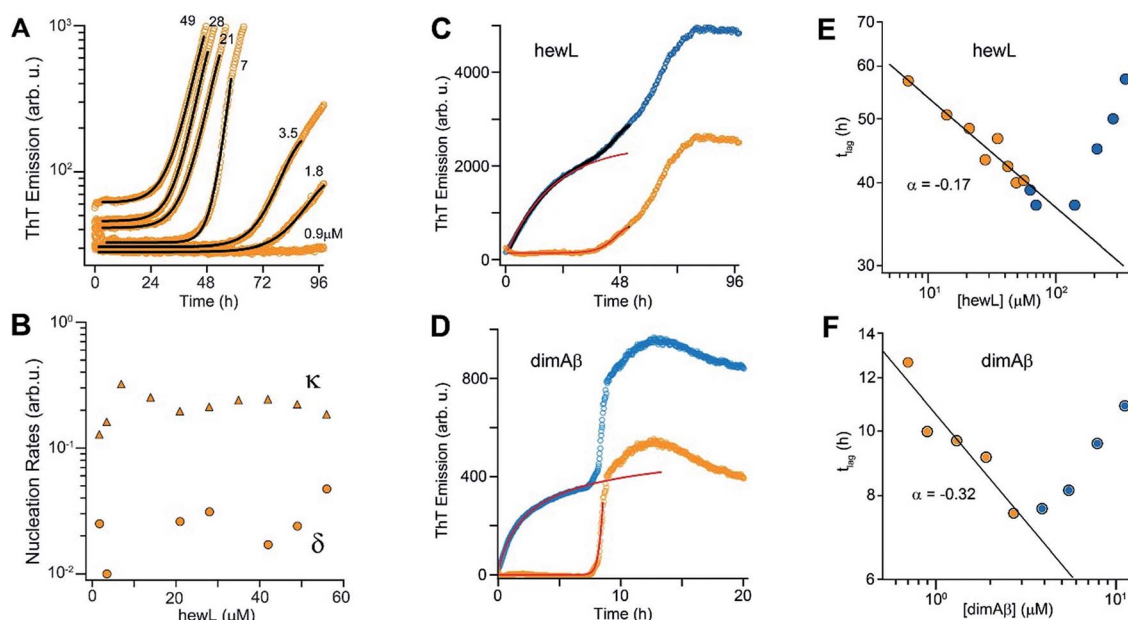 A
ThT Emission (arb. u.)
10³
10²
49
28
21
7
3.5
1.8
0.9μM
0
24
48
72
96
Time (h)
B
Nucleation Rates (arb.u.)
10⁰
10⁻¹
10⁻²
κ
δ
0
20
40
60
hewL (μM)
C
hewL
ThT Emission (arb. u.)
4000
2000
0
0
48
96
Time (h)
D
dimAβ
ThT Emission (arb. u.)
800
400
0
0
10
20
Time (h)
E
hewL
t_lag (h)
70
60
50
40
30
α = -0.17
10¹
10²
[hewL] (μM)
F
dimAβ
t_lag (h)
14
12
10
8
6
α = -0.32
10⁰
10¹
[dimAβ] (μM)